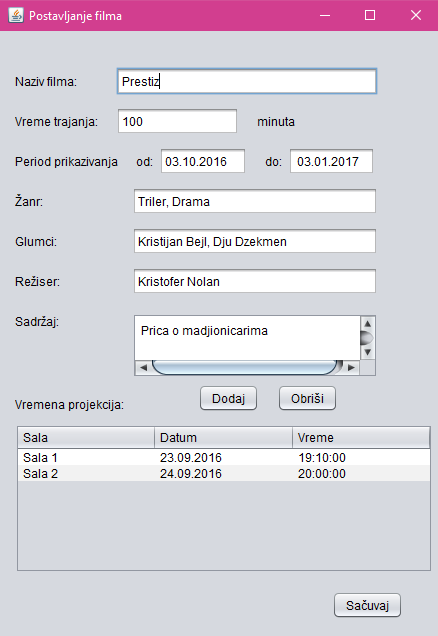 Postavljanje filma
Naziv filma: Prestiz
Vreme trajanja: 100 minuta
Period prikazivanja od: 03.10.2016 do: 03.01.2017
Žanr: Triler, Drama
Glumci: Kristijan Bejl, Dju Dzekmen
Režiser: Kristofer Nolan
Sadržaj: Prica o madjionicarima
Vremena projekcija: Dodaj Obriši
Sala Datum Vreme
Sala 1 23.09.2016 19:10:00
Sala 2 24.09.2016 20:00:00
Sačuvaj